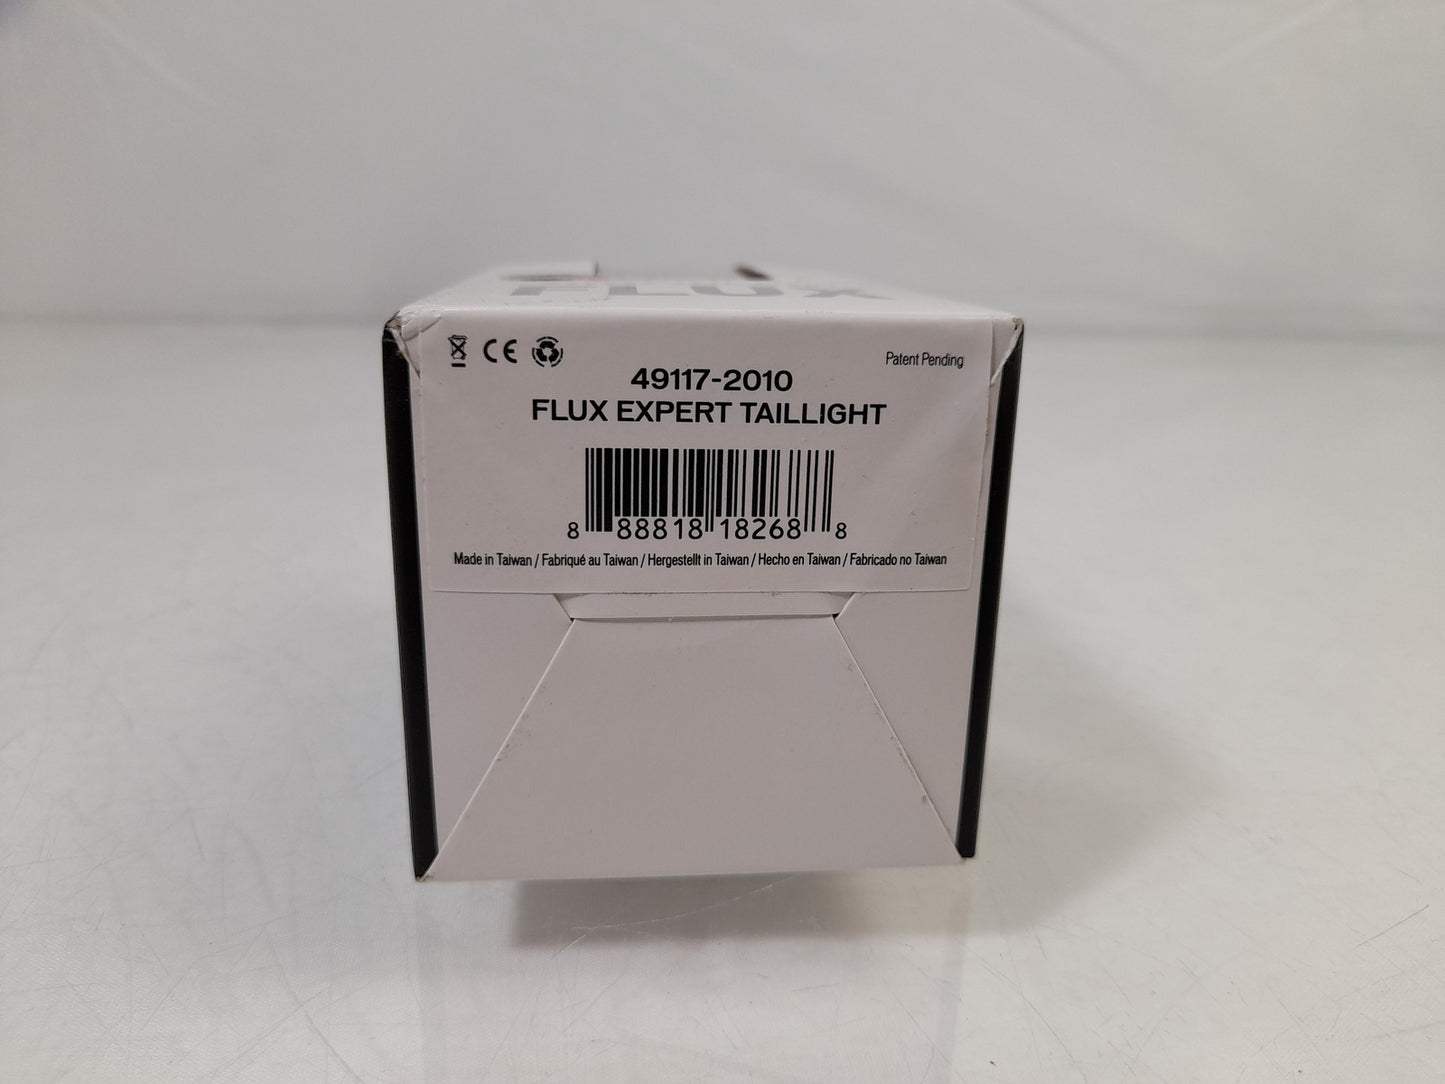 FLUX
CE
Patent Pending
49117-2010
FLUX EXPERT TAILLIGHT
8 88818 18268 8
Made in Taiwan / Fabriqué au Taiwan / Hergestellt in Taiwan / Hecho en Taiwan / Fabricado no Taiwan